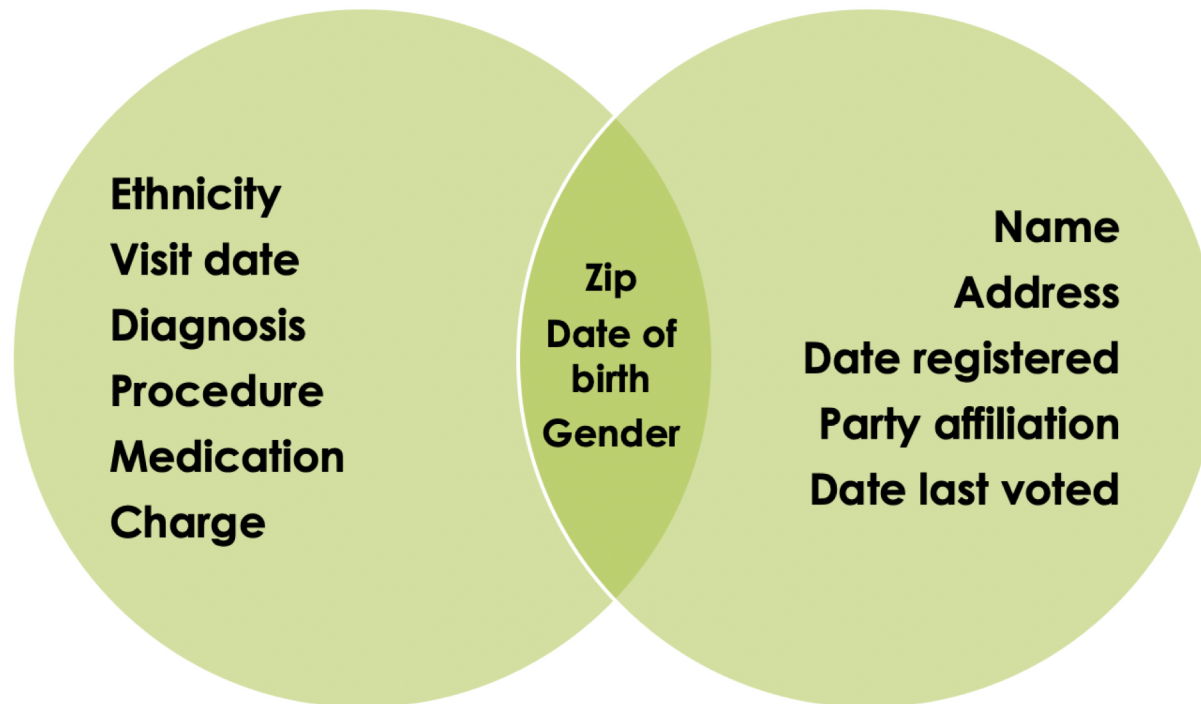 Ethnicity
Visit date
Diagnosis
Procedure
Medication
Charge
Zip
Date of
birth
Gender
Name
Address
Date registered
Party affiliation
Date last voted